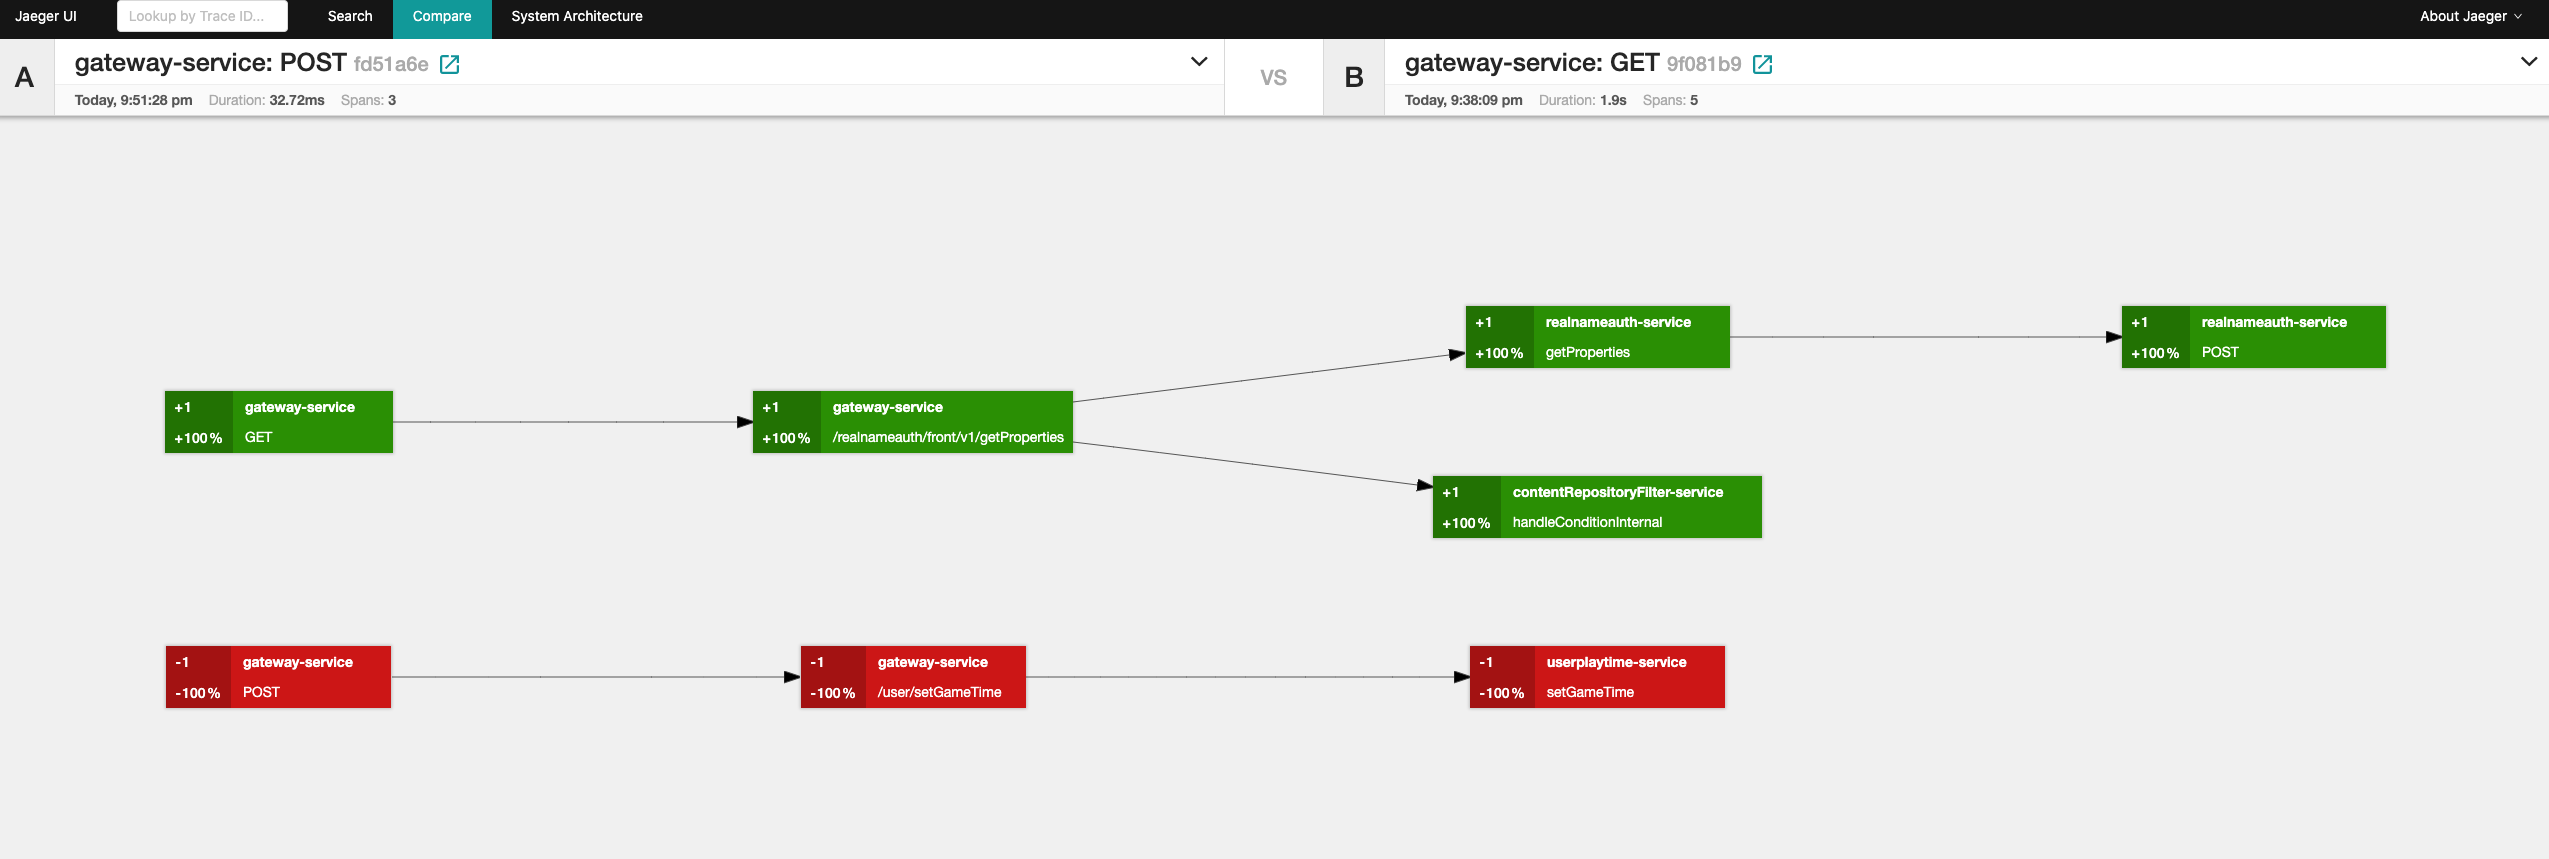 Jaeger UI Lookup by Trace ID... Search Compare System Architecture About Jaeger
A gateway-service: POST fd51a6e VS B gateway-service: GET 9f081b9
Today, 9:51:28 pm Duration: 32.72ms Spans: 3 Today, 9:38:09 pm Duration: 1.9s Spans: 5
+1 realnameauth-service
+100% getProperties
+1 realnameauth-service
+100% POST
+1 gateway-service
+100% GET
+1 gateway-service
+100% /realnameauth/front/v1/getProperties
+1 contentRepositoryFilter-service
+100% handleConditionInternal
-1 gateway-service
-100% POST
-1 gateway-service
-100% /user/setGameTime
-1 userplaytime-service
-100% setGameTime